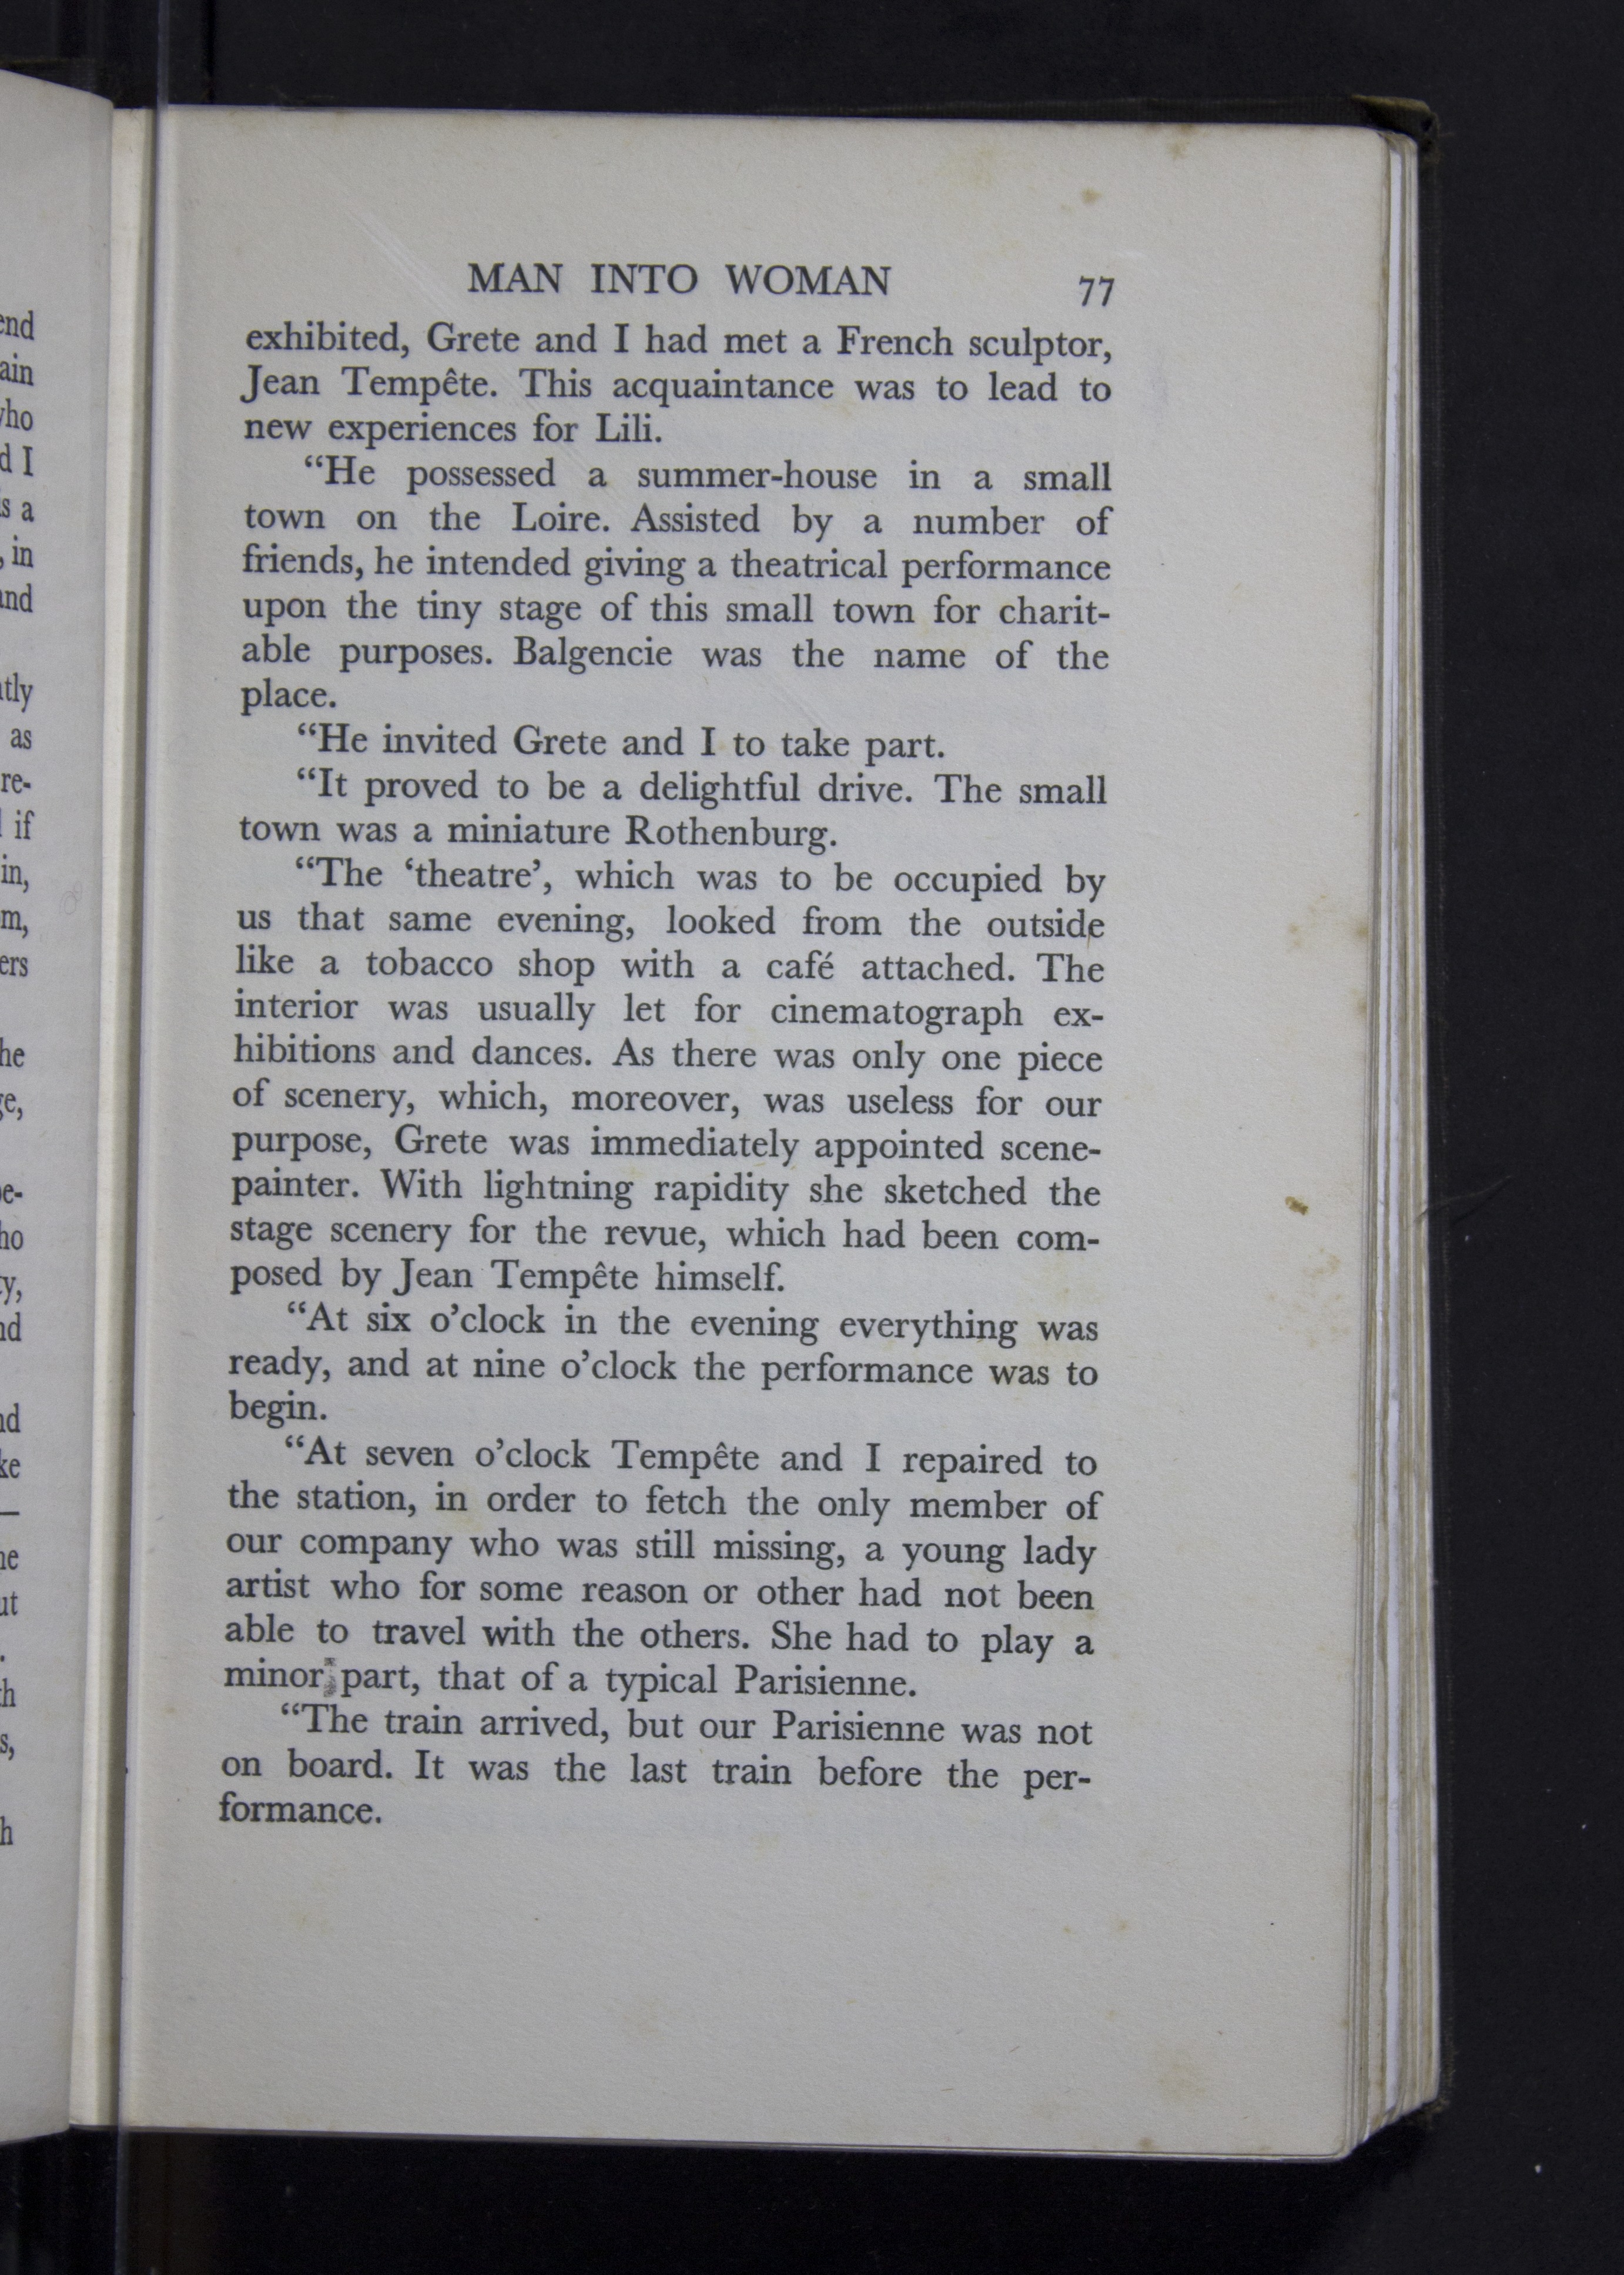 MAN INTO WOMAN 77
exhibited, Grete and I had met a French sculptor,
Jean Tempête. This acquaintance was to lead to
new experiences for Lili.
“He possessed a summer-house in a small
town on the Loire. Assisted by a number of
friends, he intended giving a theatrical performance
upon the tiny stage of this small town for charit-
able purposes. Balgencie was the name of the
place.
“He invited Grete and I to take part.
“It proved to be a delightful drive. The small
town was a miniature Rothenburg.
“The ‘theatre’, which was to be occupied by
us that same evening, looked from the outside
like a tobacco shop with a café attached. The
interior was usually let for cinematograph ex-
hibitions and dances. As there was only one piece
of scenery, which, moreover, was useless for our
purpose, Grete was immediately appointed scene-
painter. With lightning rapidity she sketched the
stage scenery for the revue, which had been com-
posed by Jean Tempête himself.
“At six o’clock in the evening everything was
ready, and at nine o’clock the performance was to
begin.
“At seven o’clock Tempête and I repaired to
the station, in order to fetch the only member of
our company who was still missing, a young lady
artist who for some reason or other had not been
able to travel with the others. She had to play a
minor part, that of a typical Parisienne.
“The train arrived, but our Parisienne was not
on board. It was the last train before the per-
formance.